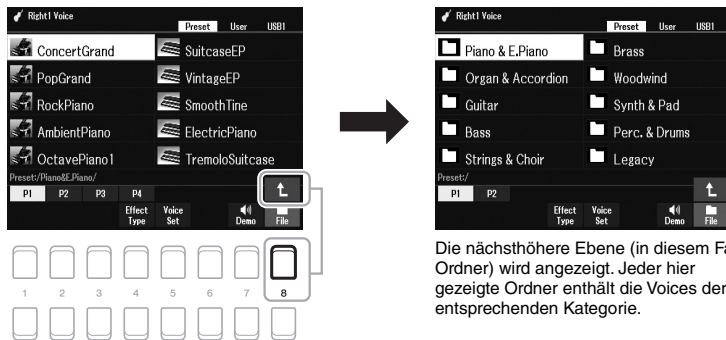 Right1 Voice
Preset User USB1
ConcertGrand SuitcaseEP
PopGrand VintageEP
RockPiano SmoothTine
AmbientPiano ElectricPiano
OctavePiano1 TremoloSuitcase
Preset:/Piano&E.Piano/
P1 P2 P3 P4
Effect Type Voice Set Demo File
1 2 3 4 5 6 7 8
Right1 Voice
Preset User USB1
Piano & E.Piano Brass
Organ & Accordion Woodwind
Guitar Synth & Pad
Bass Perc. & Drums
Strings & Choir Legacy
Preset:/
P1 P2
Effect Type Voice Set Demo File
Die nächsthöhere Ebene (in diesem
Ordner) wird angezeigt. Jeder hier
gezeigte Ordner enthält die Voices der
entsprechenden Kategorie.